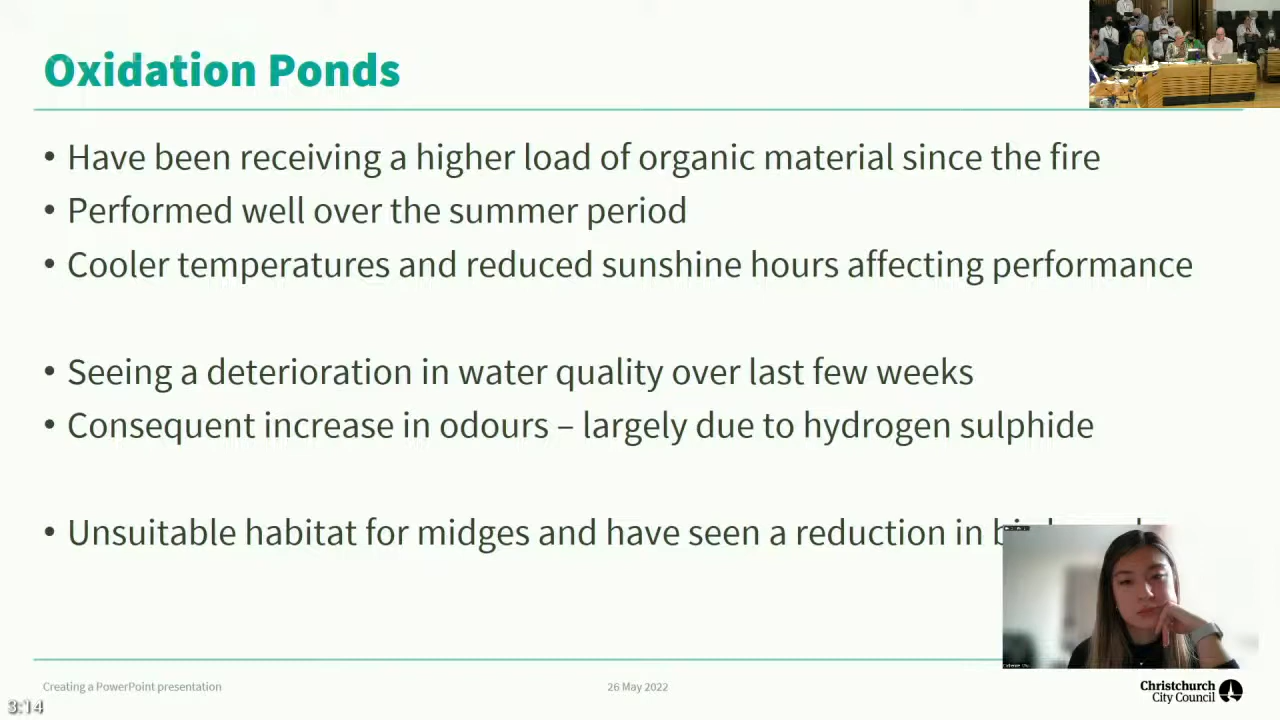 Oxidation Ponds
• Have been receiving a higher load of organic material since the fire
• Performed well over the summer period
• Cooler temperatures and reduced sunshine hours affecting performance
• Seeing a deterioration in water quality over last few weeks
• Consequent increase in odours – largely due to hydrogen sulphide
• Unsuitable habitat for midges and have seen a reduction in
Creating a PowerPoint presentation
26 May 2022
Christchurch
City Council
3:14